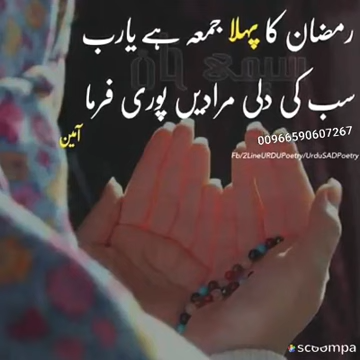 رمضان کا پہلا جمعہ ہے یارب
سب کی دلی مرادیں پوری فرما
آمین
00966590607267
Fb/2LineURDUPoetry/UrduSADPoetry
scoompa